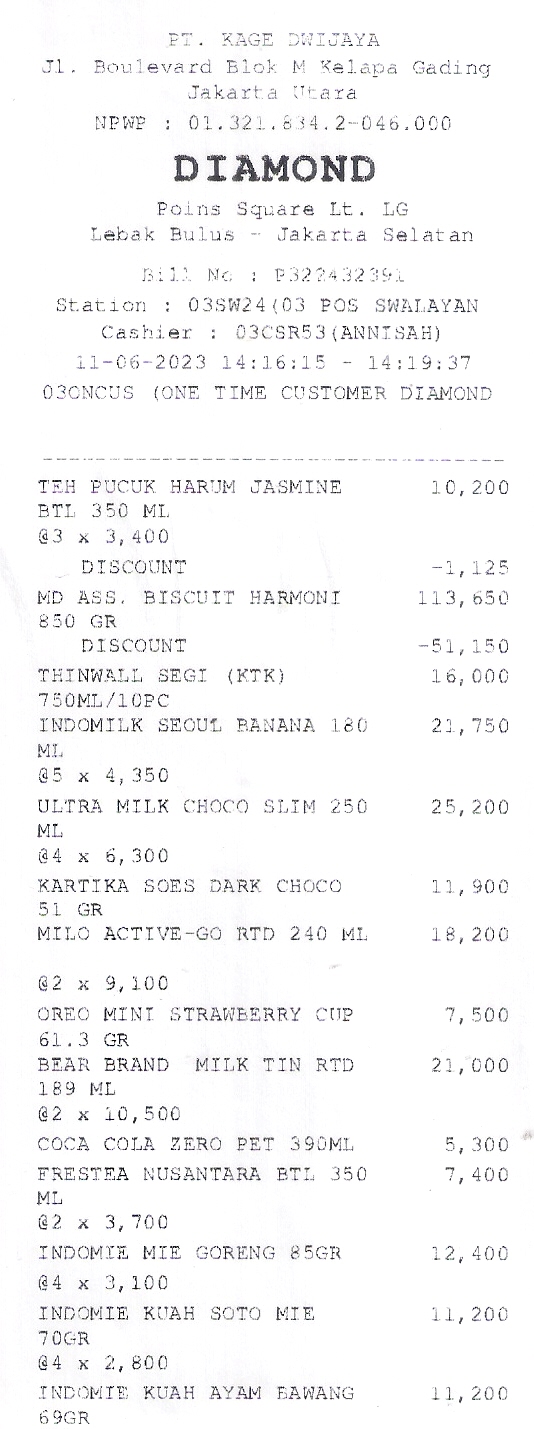 PT. KAGE DWIJAYA
Jl. Boulevard Blok M Kelapa Gading
Jakarta Utara
NPWP : 01.321.834.2-046.000
DIAMOND
Poins Square Lt. LG
Lebak Bulus - Jakarta Selatan
Bill No : P322432391
Station : 03SW24(03 POS SWALAYAN
Cashier : 03CSR53(ANNISAH)
11-06-2023 14:16:15 - 14:19:37
03ONCUS (ONE TIME CUSTOMER DIAMOND
-----------------------------------
TEH PUCUK HARUM JASMINE 10,200
BTL 350 ML
@3 x 3,400
DISCOUNT -1,125
MD ASS. BISCUIT HARMONI 113,650
850 GR
DISCOUNT -51,150
THINWALL SEGI (KTK) 16,000
750ML/10PC
INDOMILK SEOUL BANANA 180 21,750
ML
@5 x 4,350
ULTRA MILK CHOCO SLIM 250 25,200
ML
@4 x 6,300
KARTIKA SOES DARK CHOCO 11,900
51 GR
MILO ACTIVE-GO RTD 240 ML 18,200
@2 x 9,100
OREO MINI STRAWBERRY CUP 7,500
61.3 GR
BEAR BRAND  MILK TIN RTD 21,000
189 ML
@2 x 10,500
COCA COLA ZERO PET 390ML 5,300
FRESTEA NUSANTARA BTL 350 7,400
ML
@2 x 3,700
INDOMIE MIE GORENG 85GR 12,400
@4 x 3,100
INDOMIE KUAH SOTO MIE 11,200
70GR
@4 x 2,800
INDOMIE KUAH AYAM BAWANG 11,200
69GR